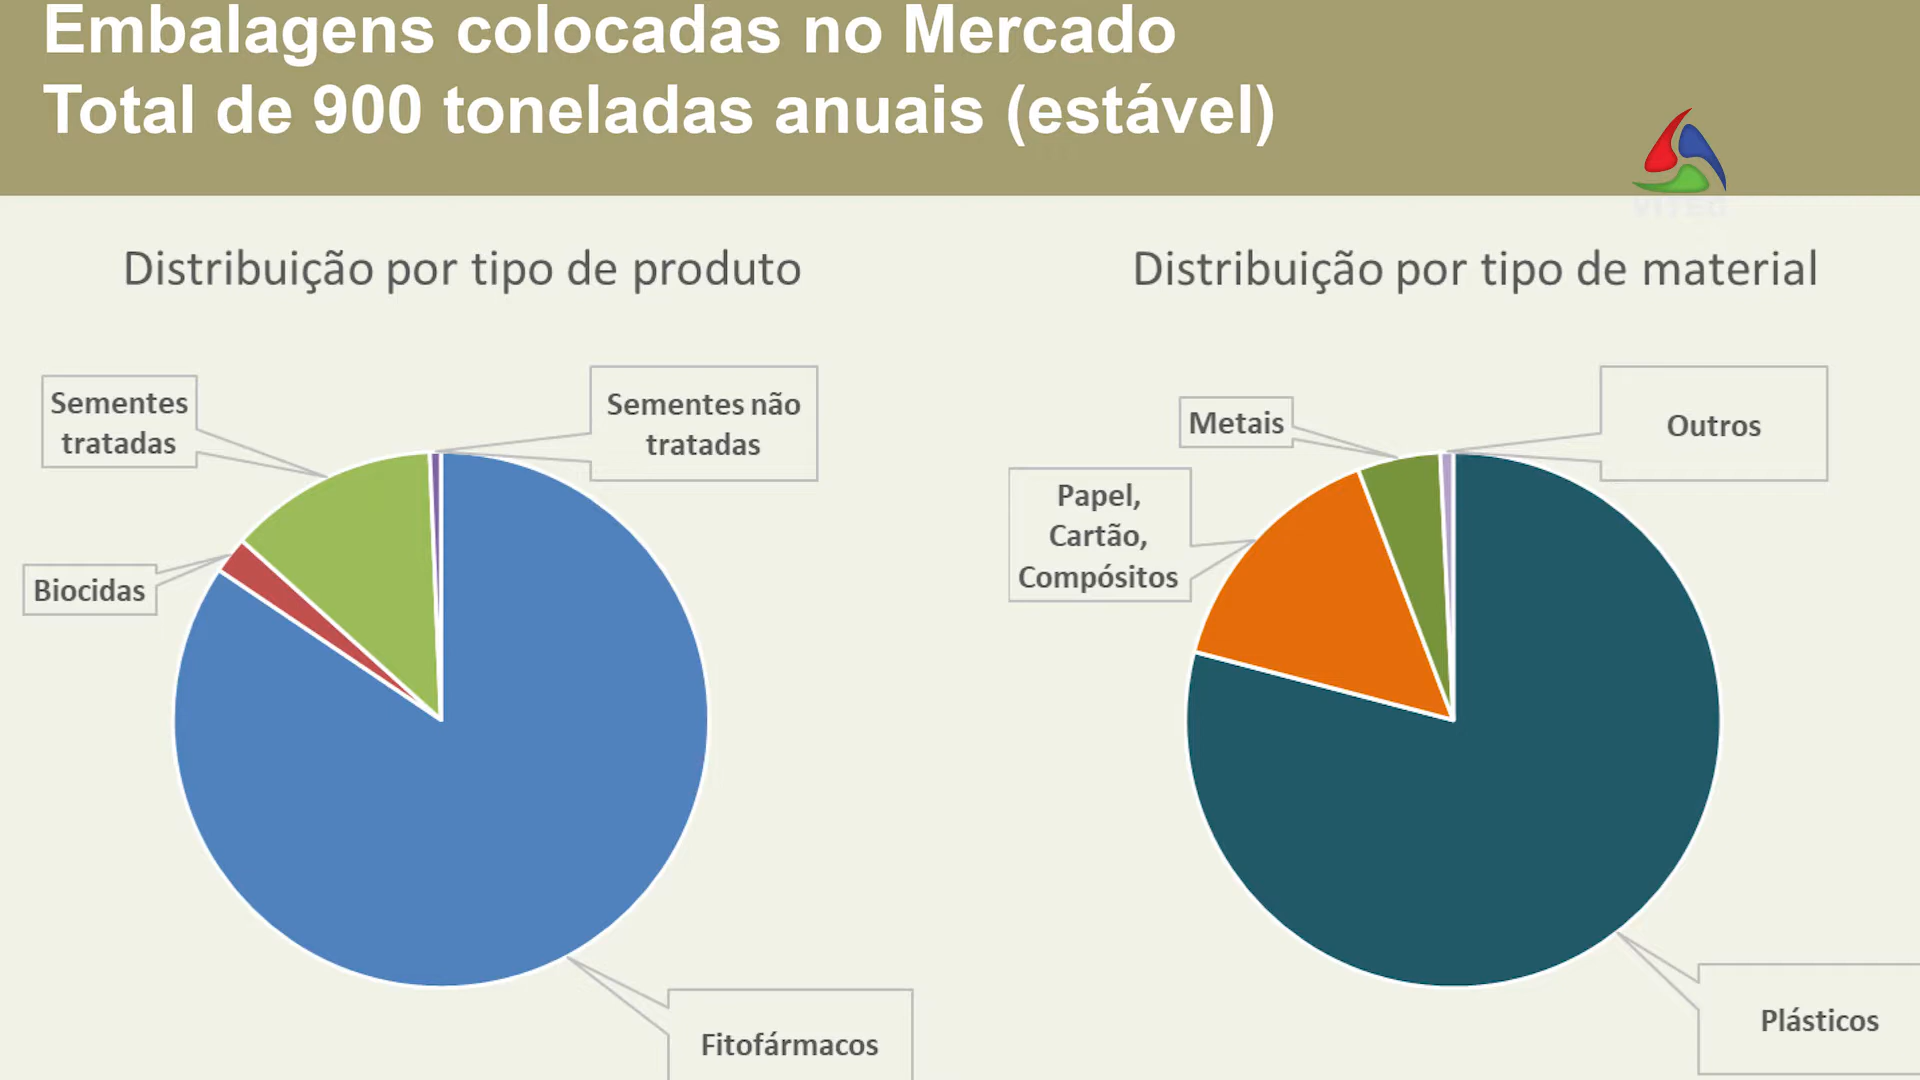 Embalagens colocadas no Mercado
Total de 900 toneladas anuais (estável)
Distribuição por tipo de produto
Sementes
tratadas
Sementes não
tratadas
Biocidas
Fitofármacos
Distribuição por tipo de material
Metais
Outros
Papel,
Cartão,
Compósitos
Plásticos